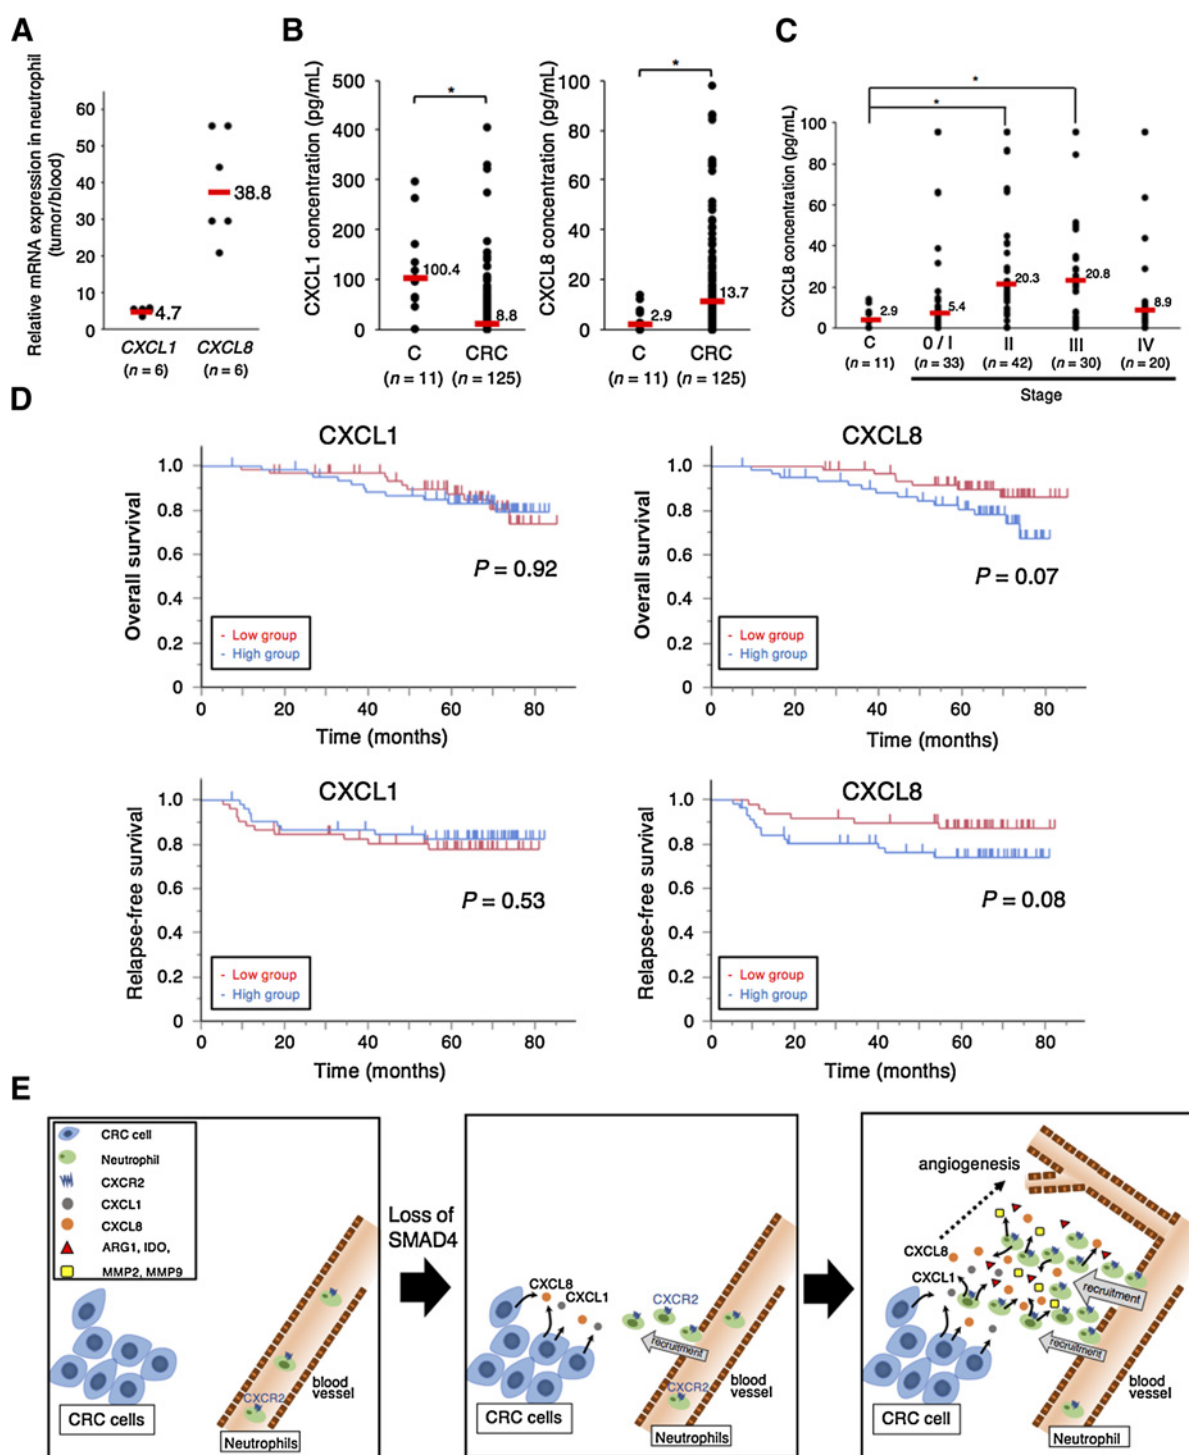 A
Relative mRNA expression in neutrophil
(tumor/blood)
60
50
40
30
20
10
0
38.8
4.7
CXCL1
CXCL8
(n = 6)
(n = 6)
B
CXCL1 concentration (pg/mL)
500
400
300
200
100
0
*
100.4
8.8
C
CRC
(n = 11)
(n = 125)
CXCL8 concentration (pg/mL)
100
80
60
40
20
0
*
2.9
13.7
C
CRC
(n = 11)
(n = 125)
C
CXCL8 concentration (pg/mL)
100
80
60
40
20
0
*
*
2.9
5.4
20.3
20.8
8.9
C
0 / I
II
III
IV
(n = 11)
(n = 33)
(n = 42)
(n = 30)
(n = 20)
Stage
D
CXCL1
Overall survival
1.0
0.8
0.6
0.4
0.2
0
P = 0.92
- Low group
- High group
0 20 40 60 80
Time (months)
CXCL8
Overall survival
1.0
0.8
0.6
0.4
0.2
0
P = 0.07
- Low group
- High group
0 20 40 60 80
Time (months)
CXCL1
Relapse-free survival
1.0
0.8
0.6
0.4
0.2
0
P = 0.53
- Low group
- High group
0 20 40 60 80
Time (months)
CXCL8
Relapse-free survival
1.0
0.8
0.6
0.4
0.2
0
P = 0.08
- Low group
- High group
0 20 40 60 80
Time (months)
E
CRC cell
Neutrophil
CXCR2
CXCL1
CXCL8
ARG1, IDO,
MMP2, MMP9
CXCR2
blood
vessel
CRC cells
Neutrophils
Loss of
SMAD4
CXCL8
CXCL1
CXCR2
recruitment
CXCR2
blood
vessel
CRC cells
Neutrophils
angiogenesis
CXCL8
CXCL1
recruitment
recruitment
blood
vessel
CRC cell
Neutrophil